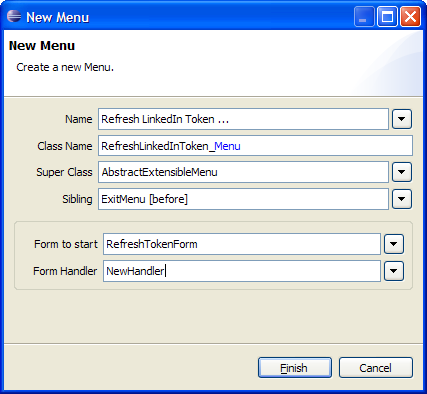 New Menu
New Menu
Create a new Menu.
Name Refresh LinkedIn Token ...
Class Name RefreshLinkedInToken_Menu
Super Class AbstractExtensibleMenu
Sibling ExitMenu [before]
Form to start RefreshTokenForm
Form Handler NewHandler
Finish Cancel